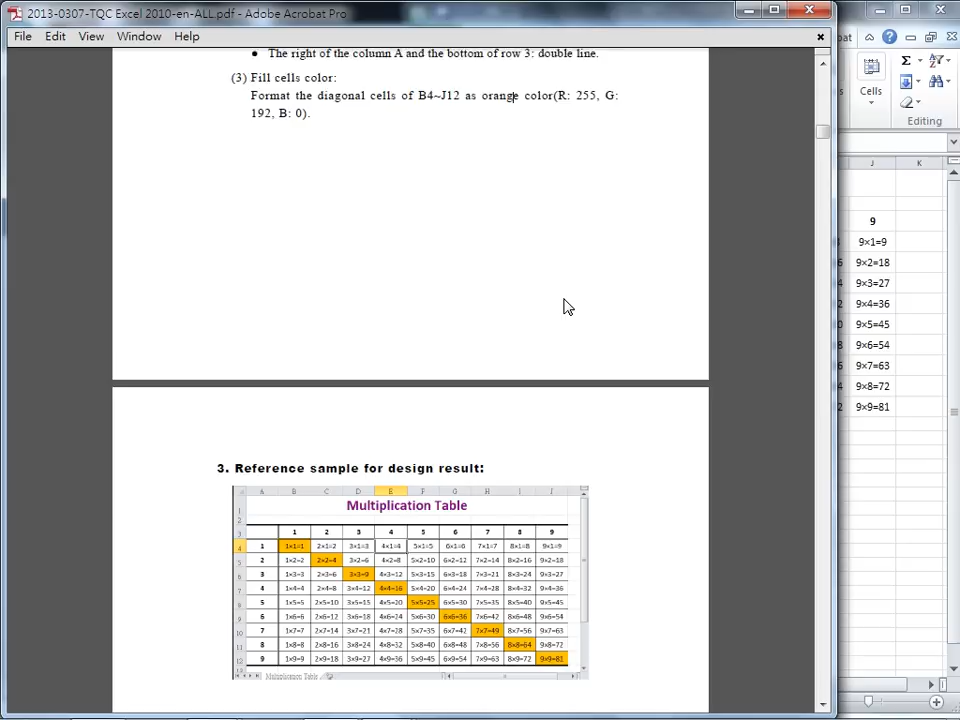 2013-0307-TQC Excel 2010-en-ALL.pdf - Adobe Acrobat Pro
File Edit View Window Help
● The right of the column A and the bottom of row 3: double line.
(3) Fill cells color:
Format the diagonal cells of B4~J12 as orange color(R: 255, G:
192, B: 0).
Cells
Editing
J K
9
9×1=9
9×2=18
9×3=27
9×4=36
9×5=45
9×6=54
9×7=63
9×8=72
9×9=81
3. Reference sample for design result:
A B C D E F G H I J
1 Multiplication Table
2
3 1 2 3 4 5 6 7 8 9
4 1 1×1=1 2×1=2 3×1=3 4×1=4 5×1=5 6×1=6 7×1=7 8×1=8 9×1=9
5 2 1×2=2 2×2=4 3×2=6 4×2=8 5×2=10 6×2=12 7×2=14 8×2=16 9×2=18
6 3 1×3=3 2×3=6 3×3=9 4×3=12 5×3=15 6×3=18 7×3=21 8×3=24 9×3=27
7 4 1×4=4 2×4=8 3×4=12 4×4=16 5×4=20 6×4=24 7×4=28 8×4=32 9×4=36
8 5 1×5=5 2×5=10 3×5=15 4×5=20 5×5=25 6×5=30 7×5=35 8×5=40 9×5=45
9 6 1×6=6 2×6=12 3×6=18 4×6=24 5×6=30 6×6=36 7×6=42 8×6=48 9×6=54
10 7 1×7=7 2×7=14 3×7=21 4×7=28 5×7=35 6×7=42 7×7=49 8×7=56 9×7=63
11 8 1×8=8 2×8=16 3×8=24 4×8=32 5×8=40 6×8=48 7×8=56 8×8=64 9×8=72
12 9 1×9=9 2×9=18 3×9=27 4×9=36 5×9=45 6×9=54 7×9=63 8×9=72 9×9=81
Multiplication Table